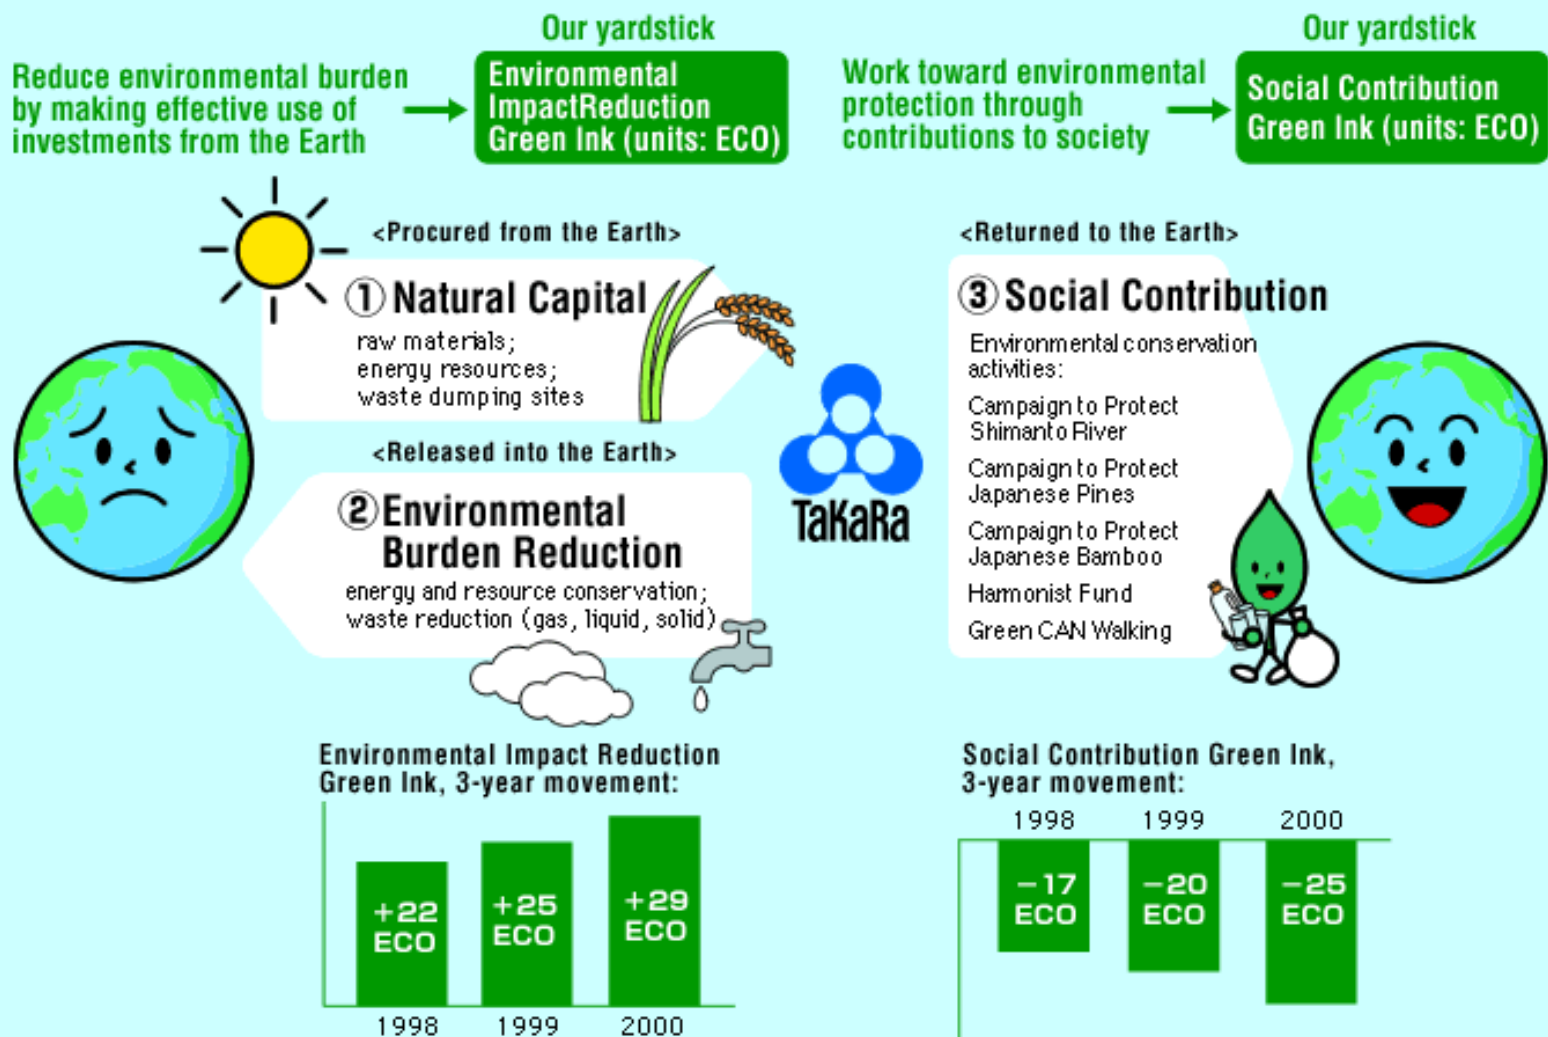 Our yardstick
Reduce environmental burden
by making effective use of
investments from the Earth
Environmental
ImpactReduction
Green Ink (units: ECO)
Our yardstick
Work toward environmental
protection through
contributions to society
Social Contribution
Green Ink (units: ECO)
<Procured from the Earth>
① Natural Capital
raw materials;
energy resources;
waste dumping sites
<Released into the Earth>
② Environmental
Burden Reduction
energy and resource conservation;
waste reduction (gas, liquid, solid)
TaKaRa
<Returned to the Earth>
③ Social Contribution
Environmental conservation
activities:
Campaign to Protect
Shimanto River
Campaign to Protect
Japanese Pines
Campaign to Protect
Japanese Bamboo
Harmonist Fund
Green CAN Walking
Environmental Impact Reduction
Green Ink, 3-year movement:
+22
ECO
+25
ECO
+29
ECO
1998 1999 2000
Social Contribution Green Ink,
3-year movement:
1998 1999 2000
−17
ECO
−20
ECO
−25
ECO